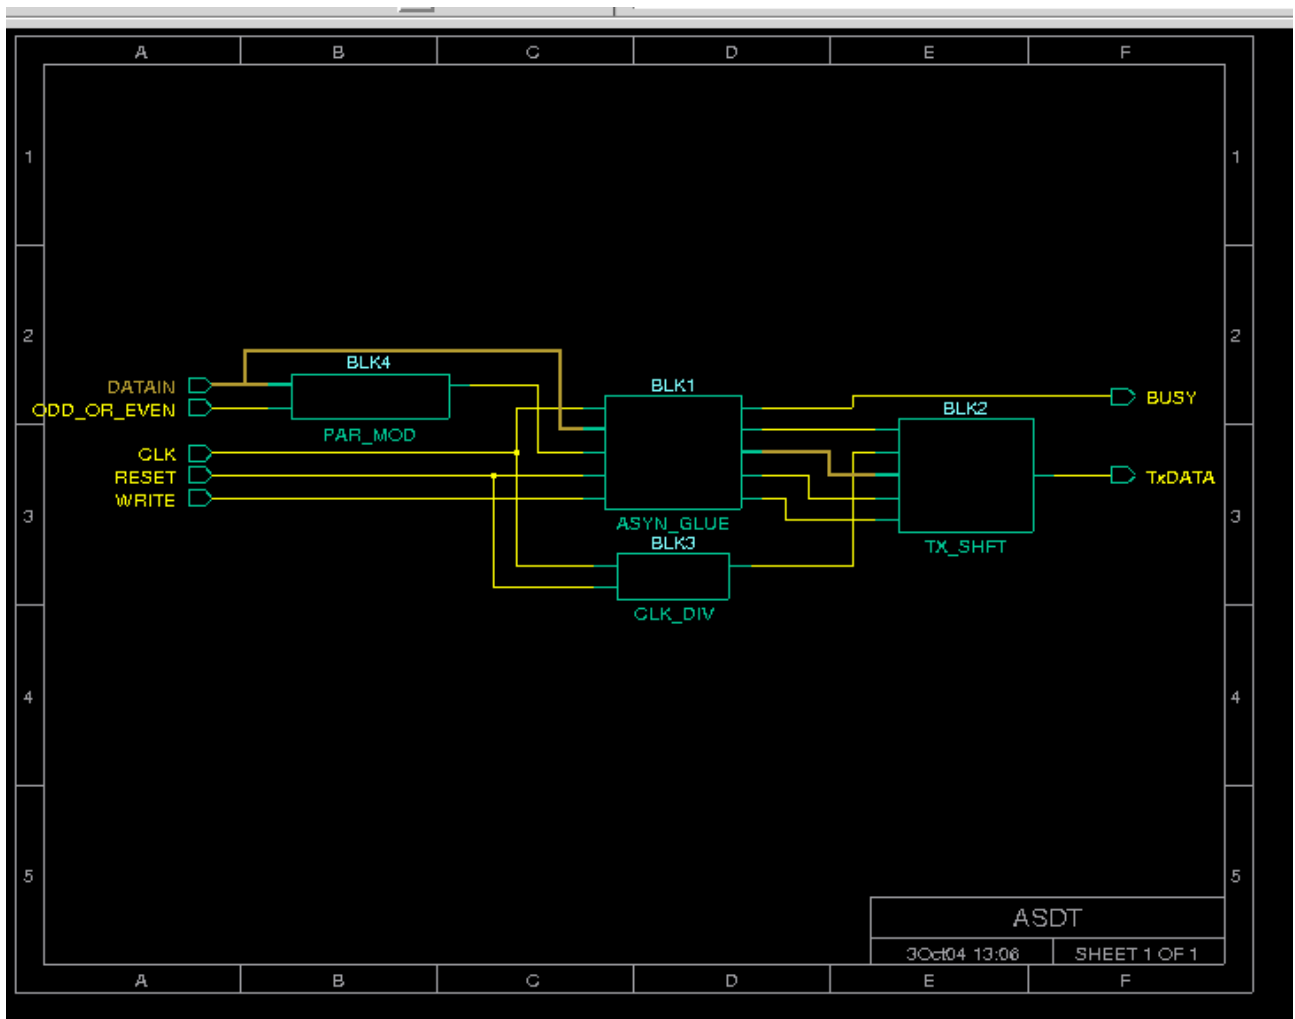 A B C D E F
1 1
2 2
BLK4
DATAIN
BLK1
BUSY
ODD_OR_EVEN
BLK2
PAR_MOD
CLK
RESET
TxDATA
WRITE
3 3
ASYN_GLUE
BLK3
TX_SHFT
CLK_DIV
4 4
5 5
ASDT
3Oct04 13:06 SHEET 1 OF 1
A B C D E F